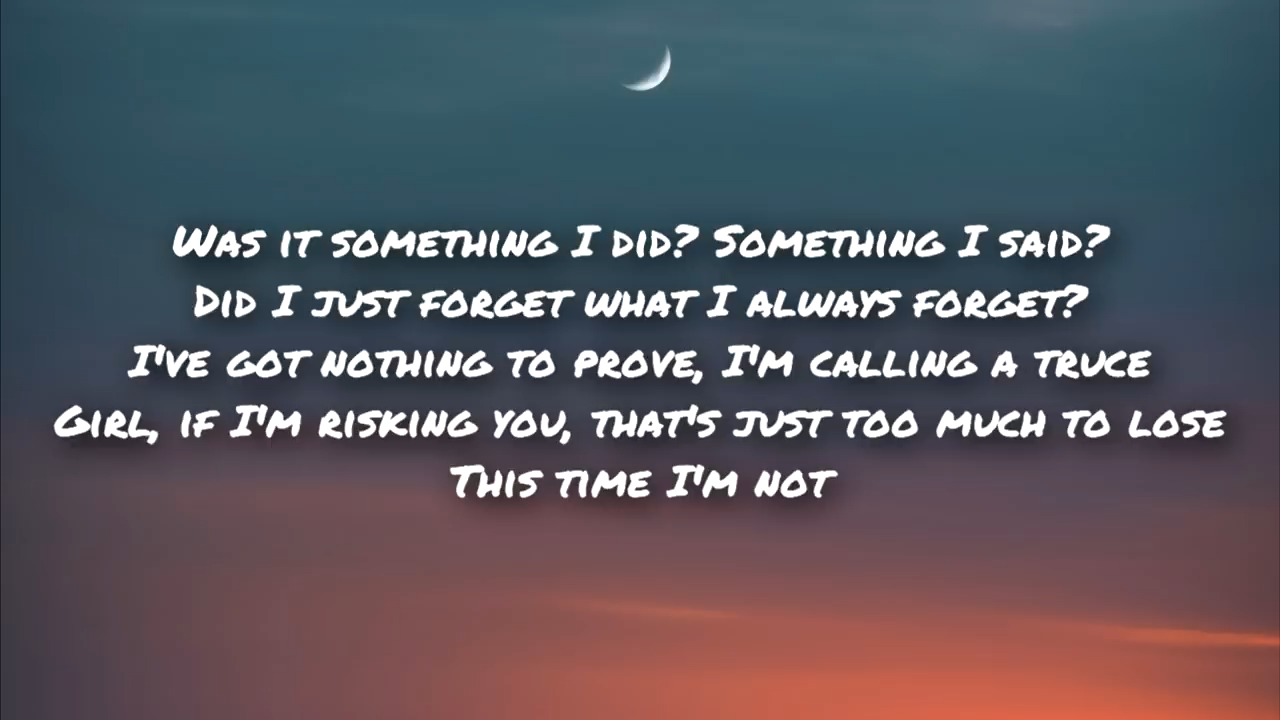 Was it something I did? Something I said?
Did I just forget what I always forget?
I've got nothing to prove, I'm calling a truce
Girl, if I'm risking you, that's just too much to lose
This time I'm not